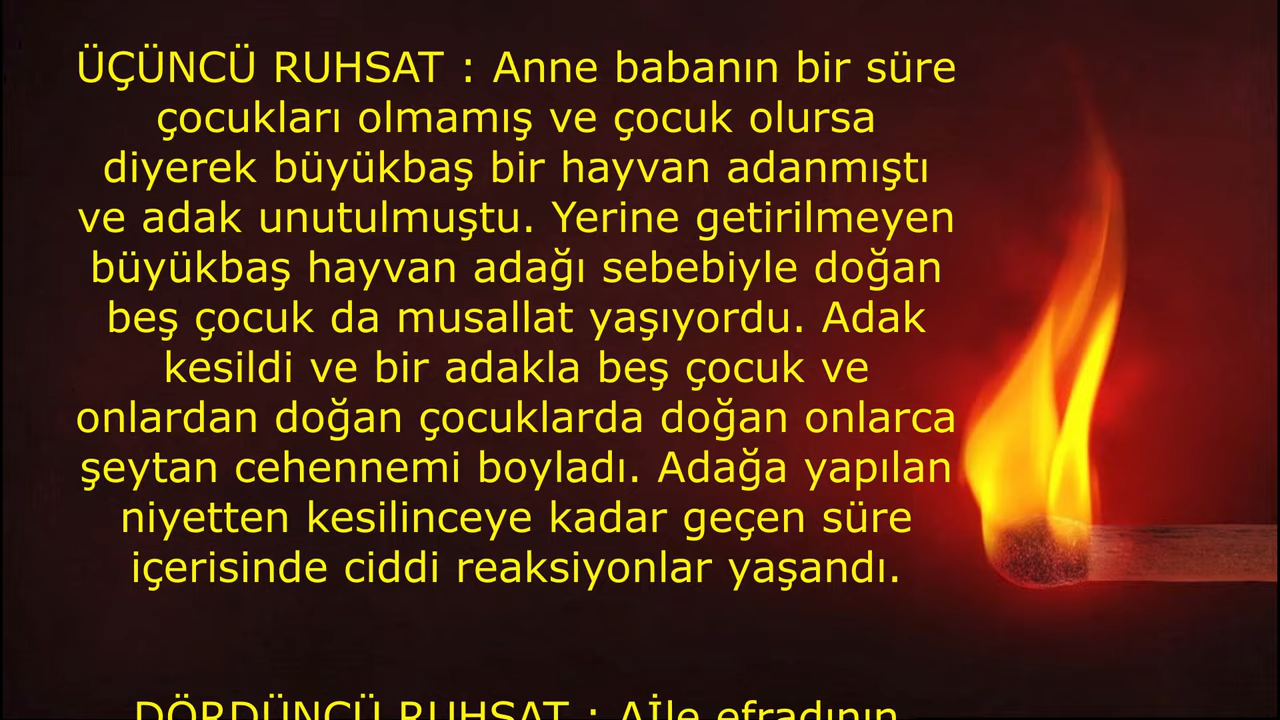 ÜÇÜNCÜ RUHSAT : Anne babanın bir süre
çocukları olmamış ve çocuk olursa
diyerek büyükbaş bir hayvan adanmıştı
ve adak unutulmuştu. Yerine getirilmeyen
büyükbaş hayvan adağı sebebiyle doğan
beş çocuk da musallat yaşıyordu. Adak
kesildi ve bir adakla beş çocuk ve
onlardan doğan çocuklarda doğan onlarca
şeytan cehennemi boyladı. Adağa yapılan
niyetten kesilinceye kadar geçen süre
içerisinde ciddi reaksiyonlar yaşandı.
DÖRDÜNCÜ RUHSAT : Aİle efradının